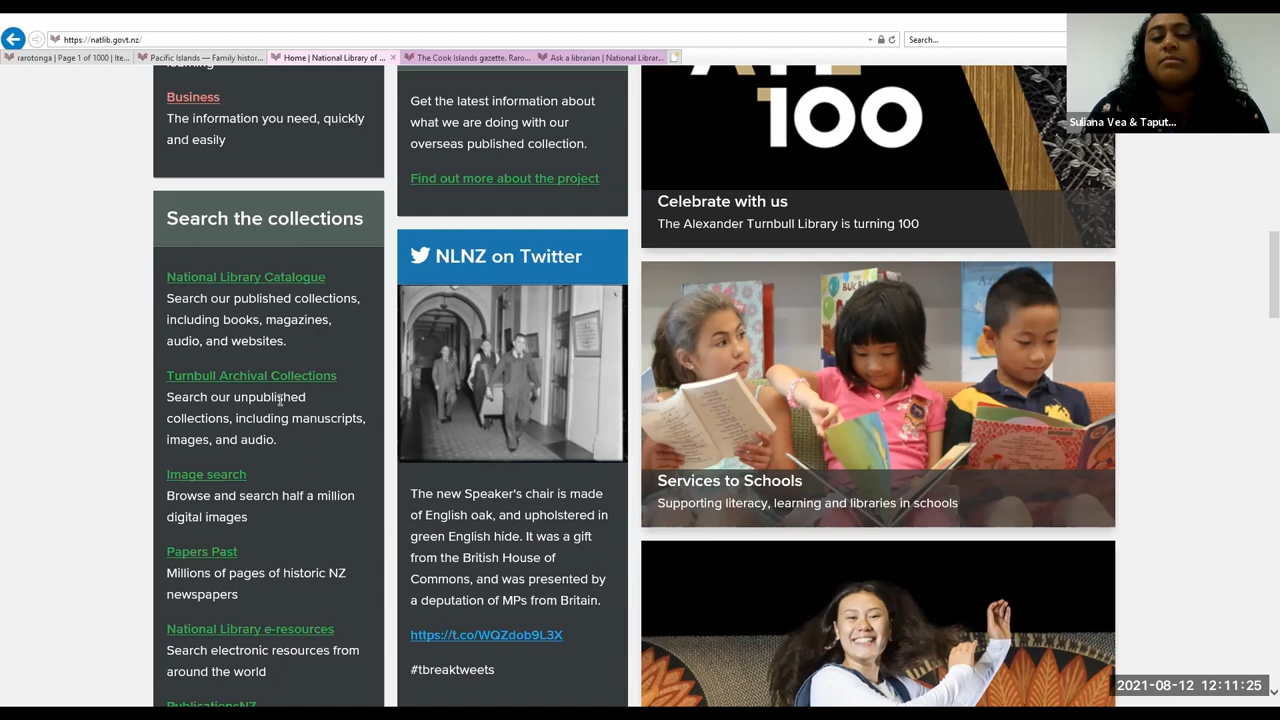 https://natlib.govt.nz/
Search...
rarotonga | Page 1 of 1000 | Ite...
Pacific Islands — Family histor...
Home | National Library of ...
The Cook Islands gazette. Raro...
Ask a librarian | National Librar...
Suliana Vea & Taput...
Business
The information you need, quickly
and easily
Search the collections
National Library Catalogue
Search our published collections,
including books, magazines,
audio, and websites.
Turnbull Archival Collections
Search our unpublished
collections, including manuscripts,
images, and audio.
Image search
Browse and search half a million
digital images
Papers Past
Millions of pages of historic NZ
newspapers
National Library e-resources
Search electronic resources from
around the world
PublicationsNZ
Get the latest information about
what we are doing with our
overseas published collection.
Find out more about the project
NLNZ on Twitter
The new Speaker's chair is made
of English oak, and upholstered in
green English hide. It was a gift
from the British House of
Commons, and was presented by
a deputation of MPs from Britain.
https://t.co/WQZdob9L3X
#tbreaktweets
100
Celebrate with us
The Alexander Turnbull Library is turning 100
Services to Schools
Supporting literacy, learning and libraries in schools
2021-08-12 12:11:25